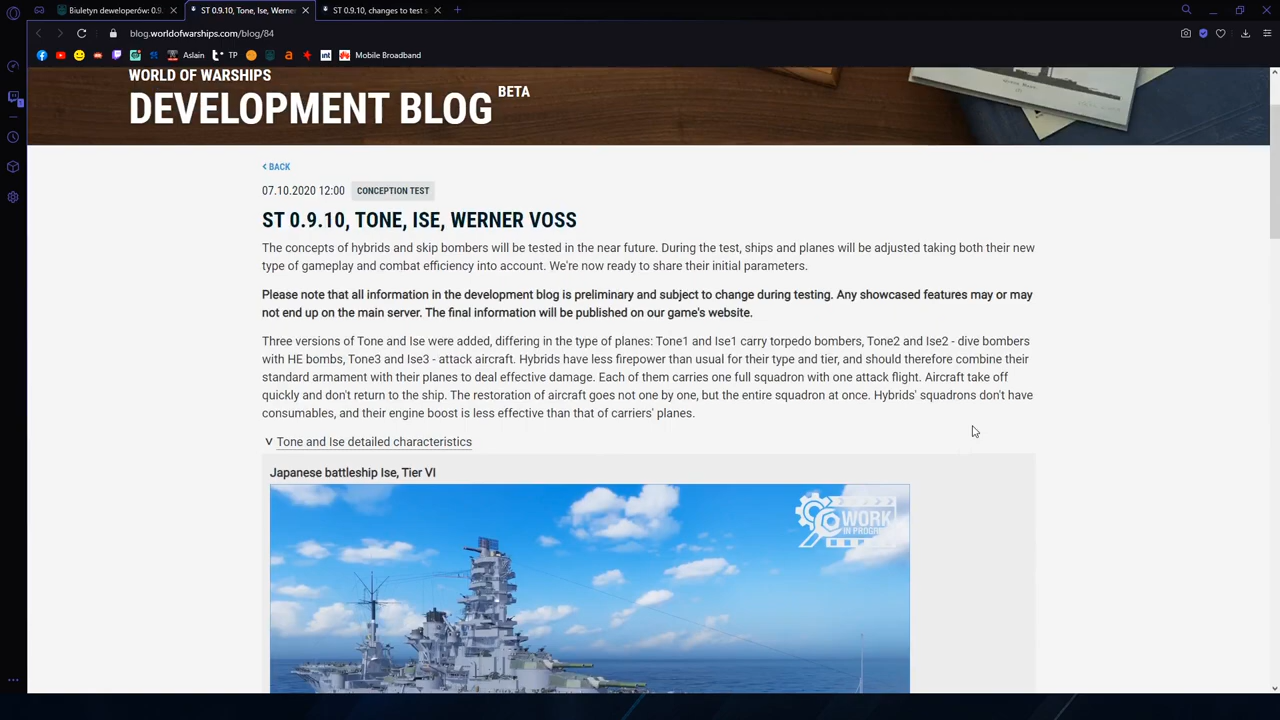 Biuletyn deweloperów: 0.9.
ST 0.9.10, Tone, Ise, Werner
ST 0.9.10, changes to test s
blog.worldofwarships.com/blog/84
Aslain
TP
int
Mobile Broadband
WORLD OF WARSHIPS
DEVELOPMENT BLOG BETA
BACK
07.10.2020 12:00 CONCEPTION TEST
ST 0.9.10, TONE, ISE, WERNER VOSS
The concepts of hybrids and skip bombers will be tested in the near future. During the test, ships and planes will be adjusted taking both their new
type of gameplay and combat efficiency into account. We're now ready to share their initial parameters.
Please note that all information in the development blog is preliminary and subject to change during testing. Any showcased features may or may
not end up on the main server. The final information will be published on our game's website.
Three versions of Tone and Ise were added, differing in the type of planes: Tone1 and Ise1 carry torpedo bombers, Tone2 and Ise2 - dive bombers
with HE bombs, Tone3 and Ise3 - attack aircraft. Hybrids have less firepower than usual for their type and tier, and should therefore combine their
standard armament with their planes to deal effective damage. Each of them carries one full squadron with one attack flight. Aircraft take off
quickly and don't return to the ship. The restoration of aircraft goes not one by one, but the entire squadron at once. Hybrids' squadrons don't have
consumables, and their engine boost is less effective than that of carriers' planes.
Tone and Ise detailed characteristics
Japanese battleship Ise, Tier VI
WORK
IN PROGRESS